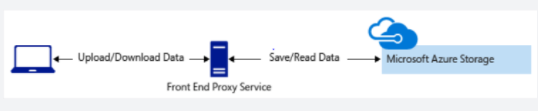 Upload/Download Data
Save/Read Data
Microsoft Azure Storage
Front End Proxy Service